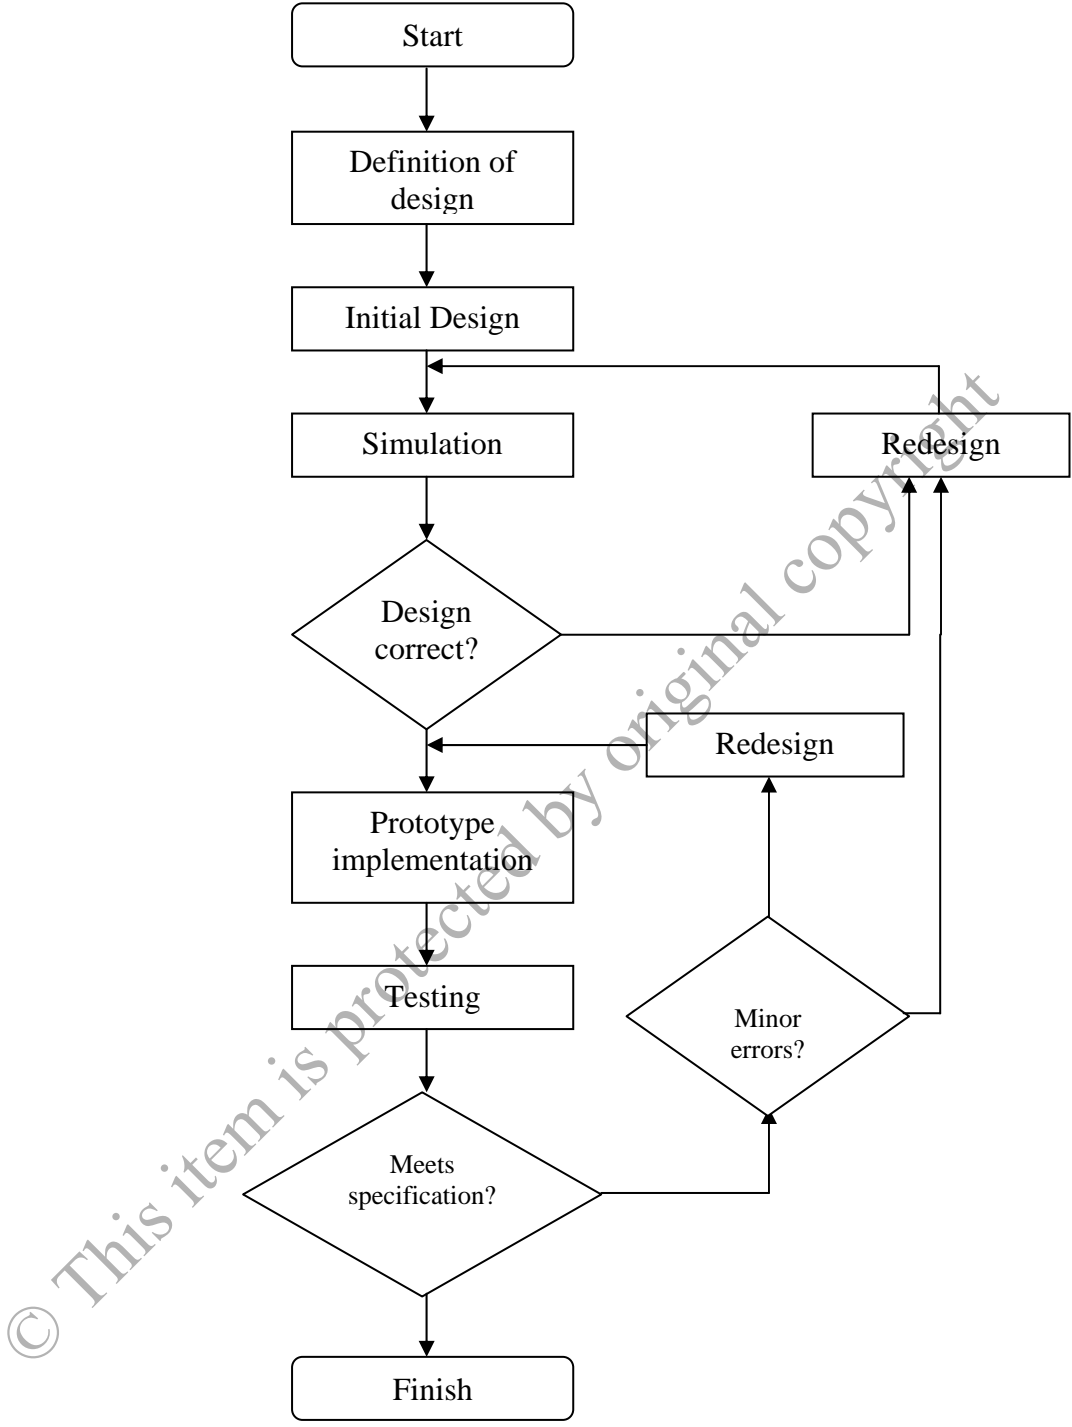 Start
Definition of
design
Initial Design
Simulation
Redesign
Design
correct?
Redesign
Prototype
implementation
Testing
Minor
errors?
Meets
specification?
Finish
© This item is protected by original copyright